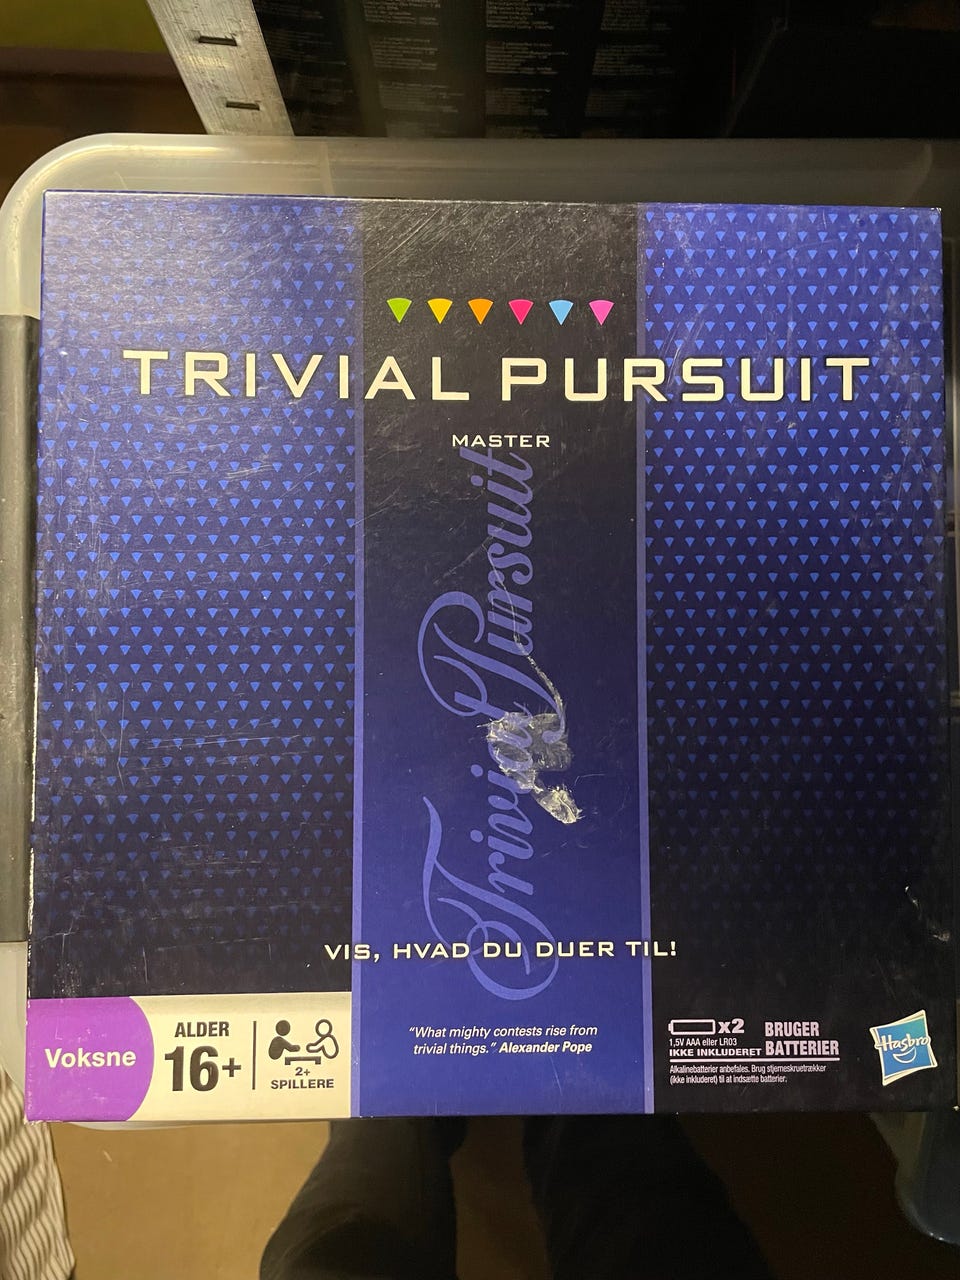 TRIVIAL PURSUIT
MASTER
Trivial Pursuit
VIS, HVAD DU DUER TIL!
Voksne
ALDER
16+
2+
SPILLERE
“What mighty contests rise from
trivial things.” Alexander Pope
x2
1,5V AAA eller LR03
IKKE INKLUDERET
BRUGER
BATTERIER
Alkalinebatterier anbefales. Brug stjerneskruetrækker
(ikke inkluderet) til at indsætte batterier.
Hasbro